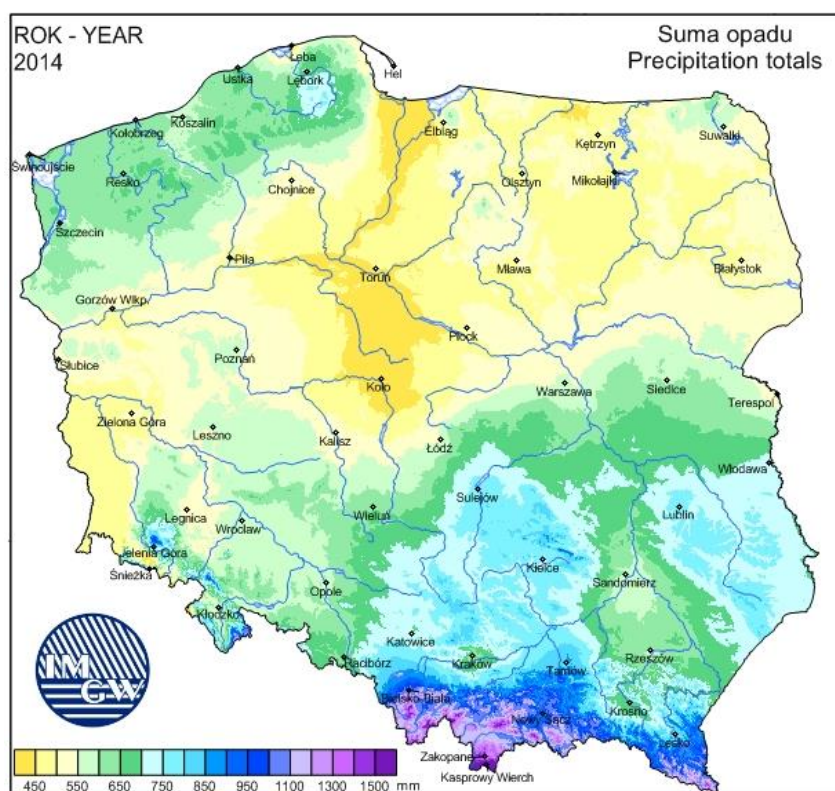 ROK - YEAR
2014
Suma opadu
Precipitation totals
Łeba
Hel
Ustka
Lębork
Koszalin
Kołobrzeg
Elbląg
Suwałki
Kętrzyn
Świnoujście
Resko
Chojnice
Olsztyn
Mikołajki
Szczecin
Piła
Toruń
Mława
Białystok
Gorzów Wlkp.
Płock
Słubice
Poznań
Koło
Warszawa
Siedlce
Terespol
Zielona Góra
Leszno
Kalisz
Łódź
Włodawa
Sulejów
Legnica
Wrocław
Wieluń
Lublin
Jelenia Góra
Śnieżka
Kielce
Opole
Sandomierz
Kłodzko
Katowice
Racibórz
Kraków
Tarnów
Rzeszów
Bielsko-Biała
Nowy Sącz
Krosno
Lesko
Zakopane
Kasprowy Wierch
IM
GW
450 550 650 750 850 950 1100 1300 1500 mm